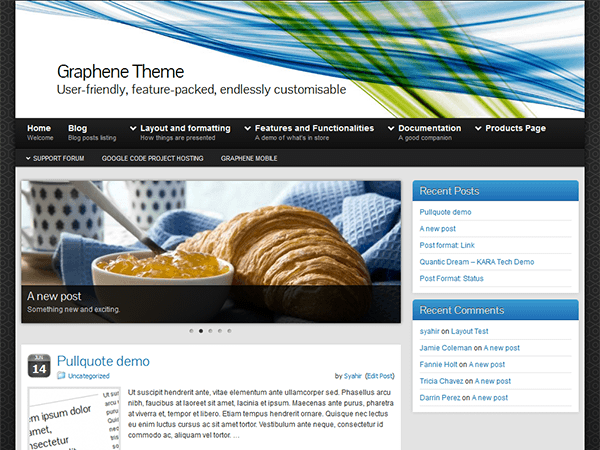 Graphene Theme
User-friendly, feature-packed, endlessly customisable
Home Blog Layout and formatting Features and Functionalities Documentation Products Page
Welcome Blog posts listing How things are presented A demo of what's in store A good companion
SUPPORT FORUM GOOGLE CODE PROJECT HOSTING GRAPHENE MOBILE
A new post
Something new and exciting.
Recent Posts
Pullquote demo
A new post
Post format: Link
Quantic Dream – KARA Tech Demo
Post Format: Status
Recent Comments
syahir on Layout Test
Jamie Coleman on A new post
Fannie Holt on A new post
Tricia Chavez on A new post
Darrin Perez on A new post
14
Pullquote demo
Uncategorized
by Syahir (Edit Post)
orem ipsum dolor
amet,
consectetur
Ut suscipit hendrerit ante, vitae elementum ante ullamcorper sed. Phasellus arcu
nibh, faucibus at laoreet sit amet, lacinia et ipsum. Maecenas ante purus, pharetra
at viverra et, tempor et libero. Etiam tempus hendrerit ornare. Quisque nec lectus
eu enim luctus cursus ac sit amet tortor. Vestibulum ante neque, consectetur id
commodo ac, aliquam vel tortor. …